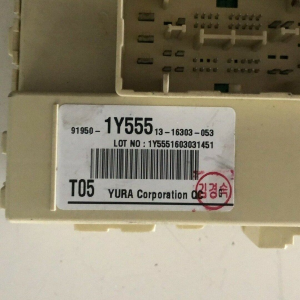 91950- 1Y555 13-16303-053
LOT NO : 1Y5551603031451
T05 YURA Corporation